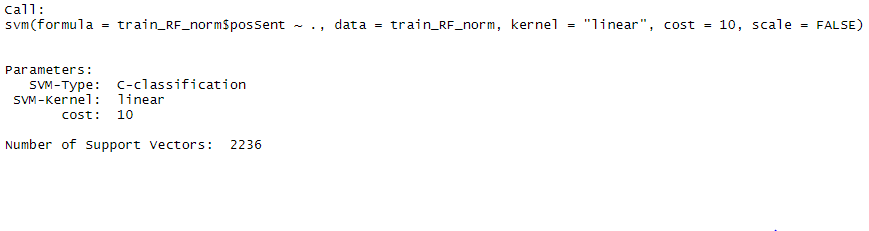 Call:
svm(formula = train_RF_norm$posSent ~ ., data = train_RF_norm, kernel = "linear", cost = 10, scale = FALSE)
Parameters:
SVM-Type: C-classification
SVM-Kernel: linear
cost: 10
Number of Support Vectors: 2236